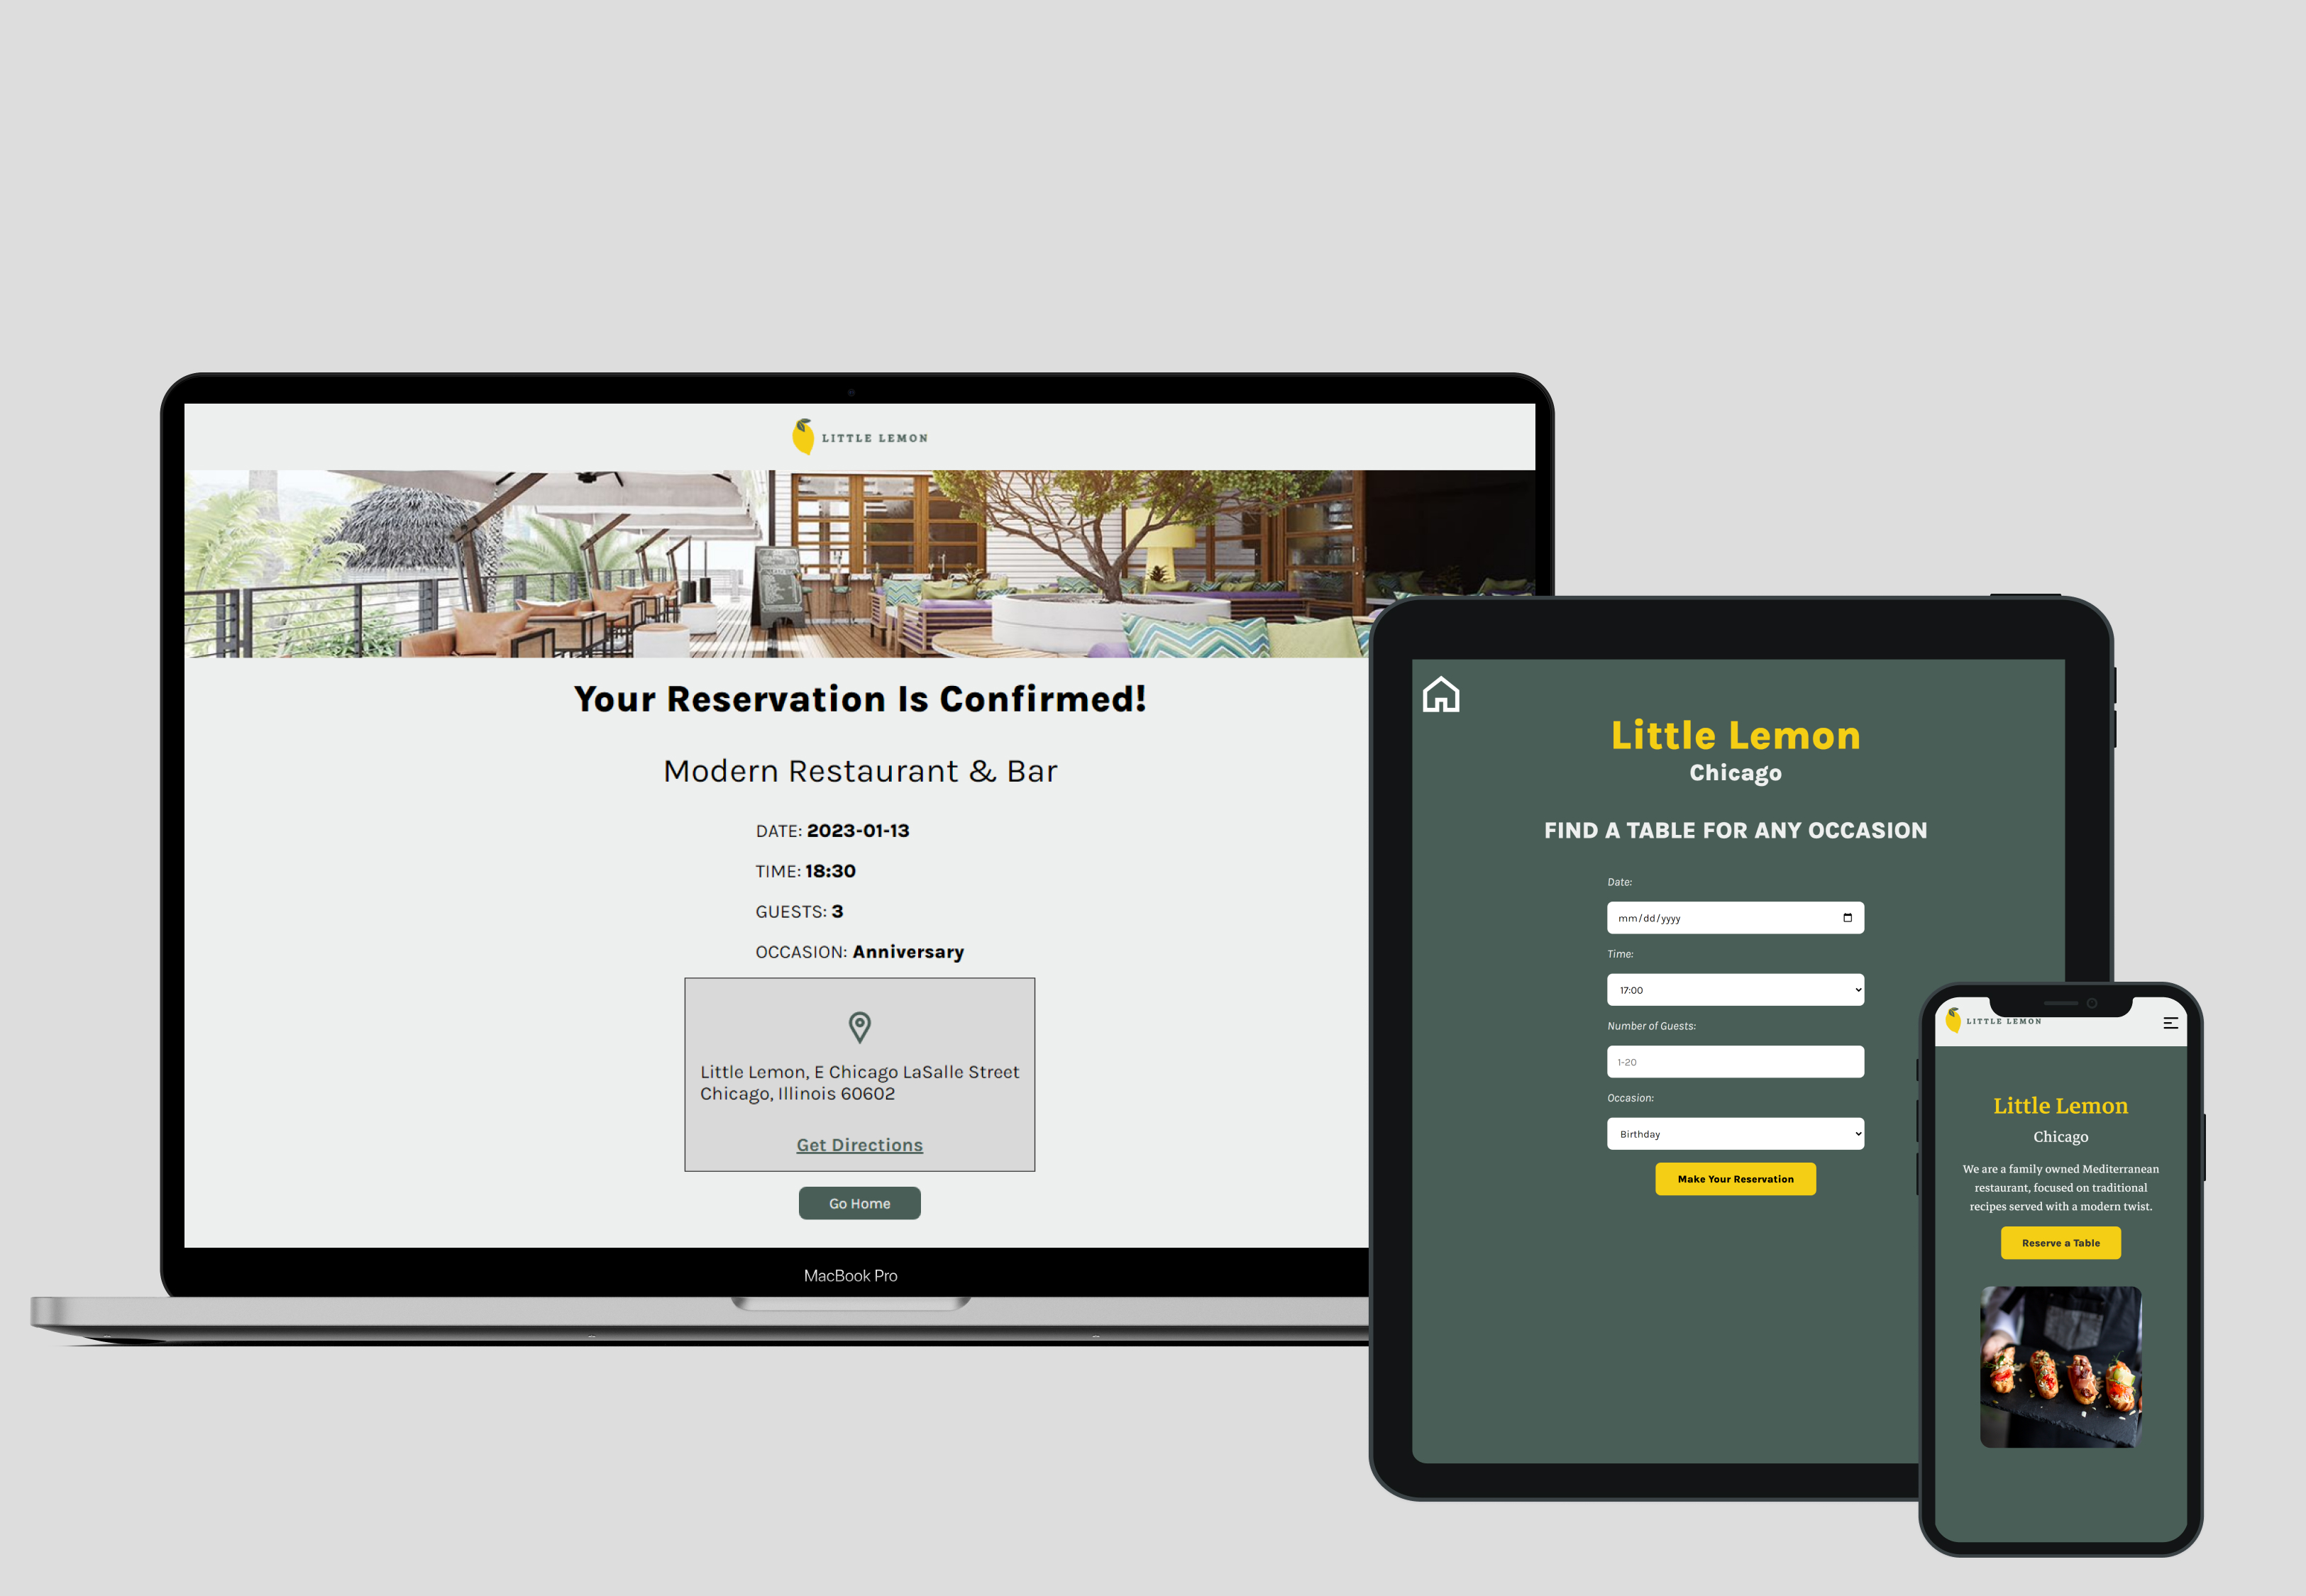 LITTLE LEMON
Your Reservation Is Confirmed!
Modern Restaurant & Bar
DATE: 2023-01-13
TIME: 18:30
GUESTS: 3
OCCASION: Anniversary
Little Lemon, E Chicago LaSalle Street
Chicago, Illinois 60602
Get Directions
Go Home
MacBook Pro
Little Lemon
Chicago
FIND A TABLE FOR ANY OCCASION
Date:
mm/dd/yyyy
Time:
17:00
Number of Guests:
1-20
Occasion:
Birthday
Make Your Reservation
LITTLE LEMON
Little Lemon
Chicago
We are a family owned Mediterranean
restaurant, focused on traditional
recipes served with a modern twist.
Reserve a Table